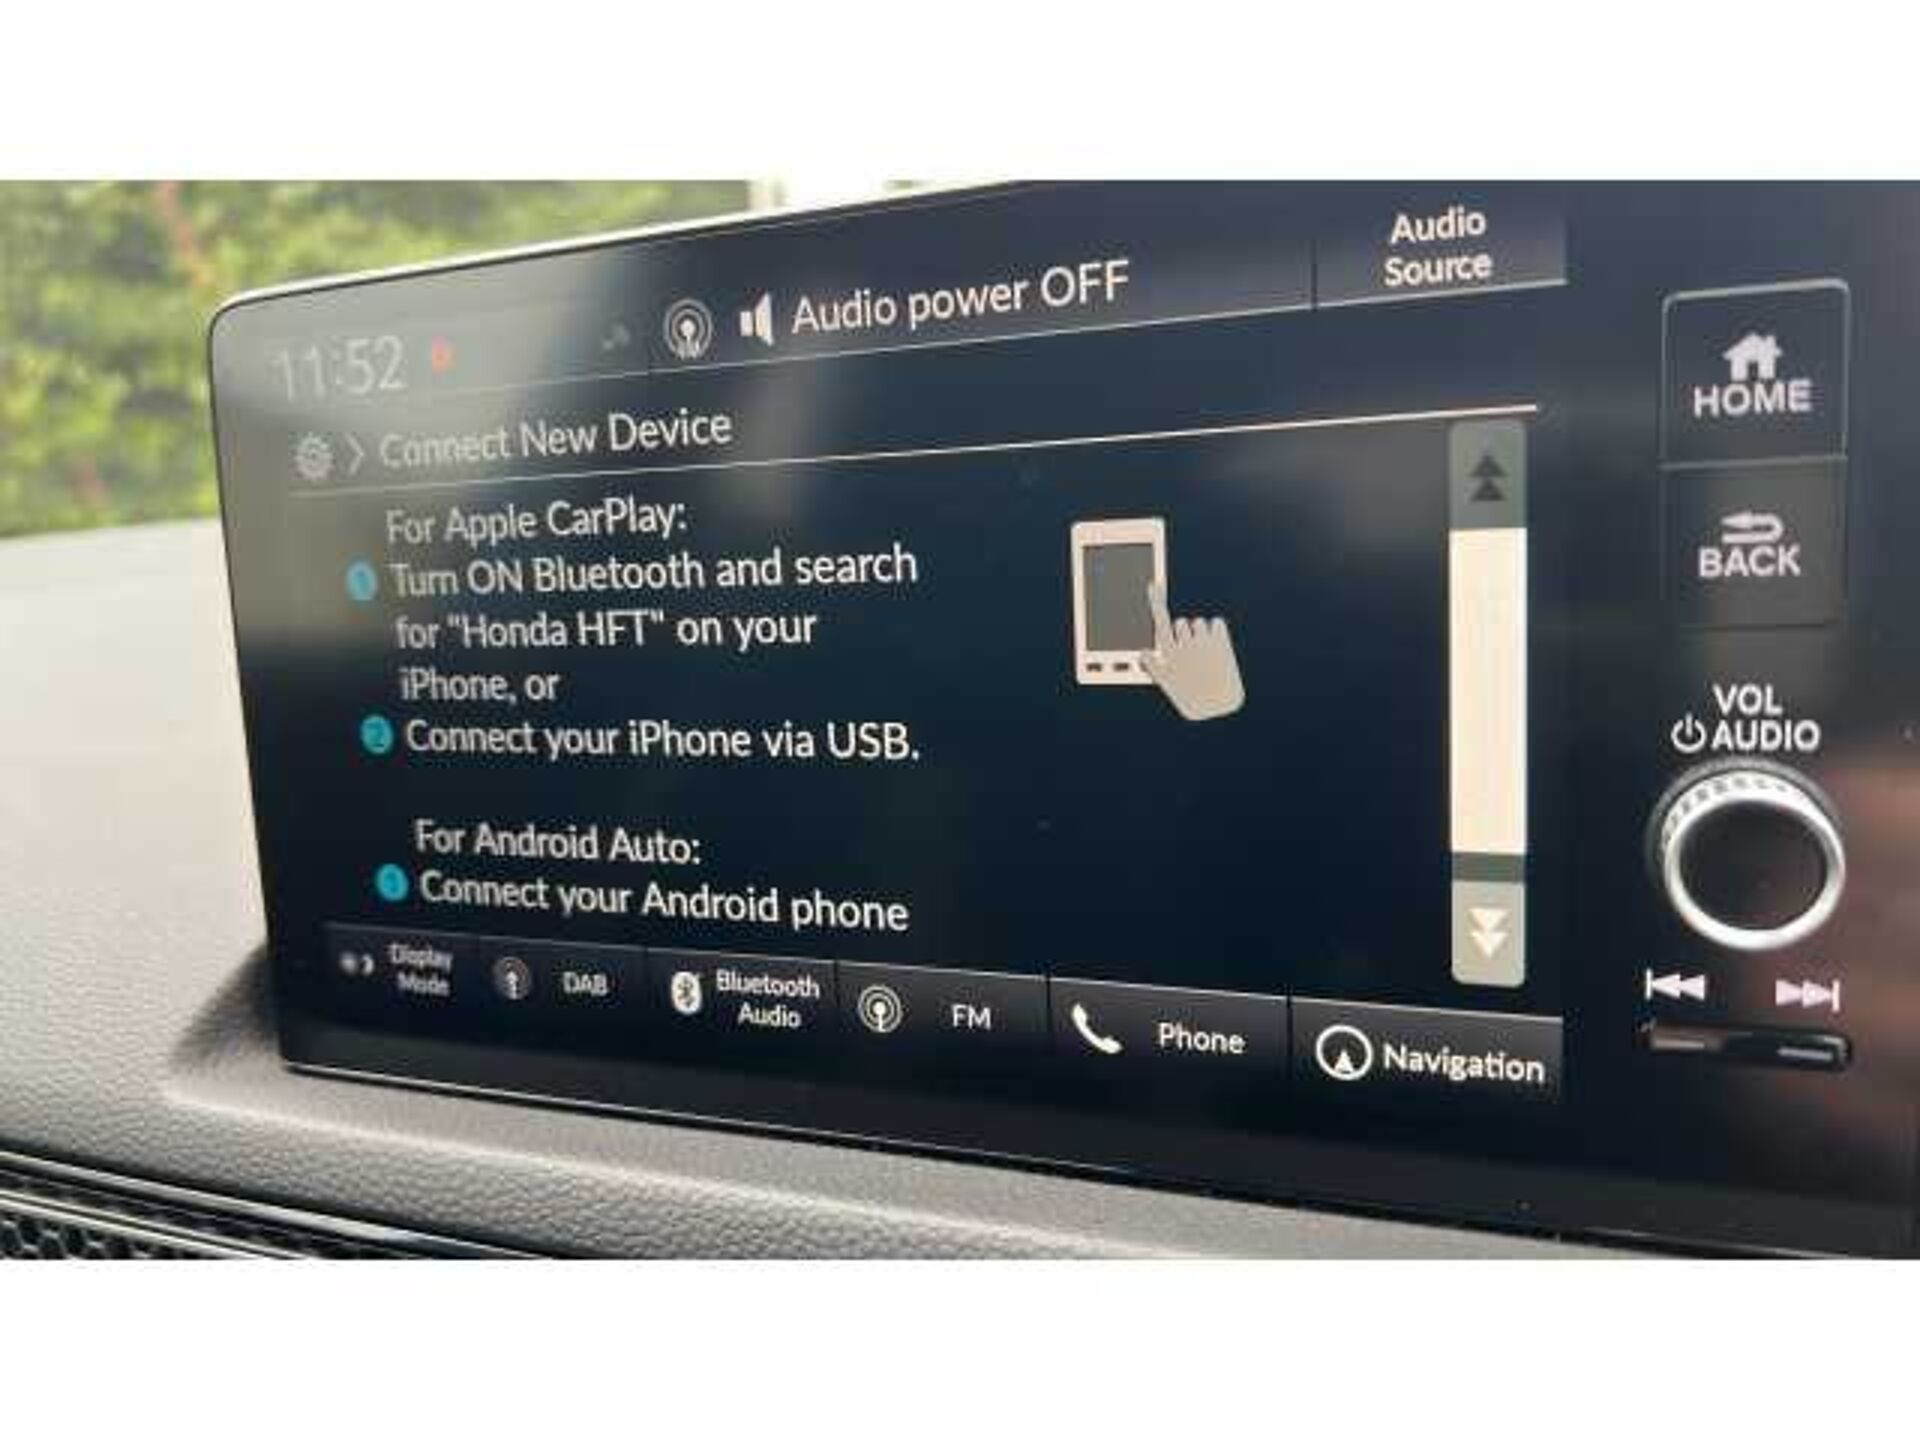 Audio
Source
Audio power OFF
11:52
Connect New Device
For Apple CarPlay:
1 Turn ON Bluetooth and search
for "Honda HFT" on your
iPhone, or
2 Connect your iPhone via USB.
For Android Auto:
Connect your Android phone
Display
Mode
DAB
Bluetooth
Audio
FM
Phone
Navigation
HOME
BACK
VOL
AUDIO